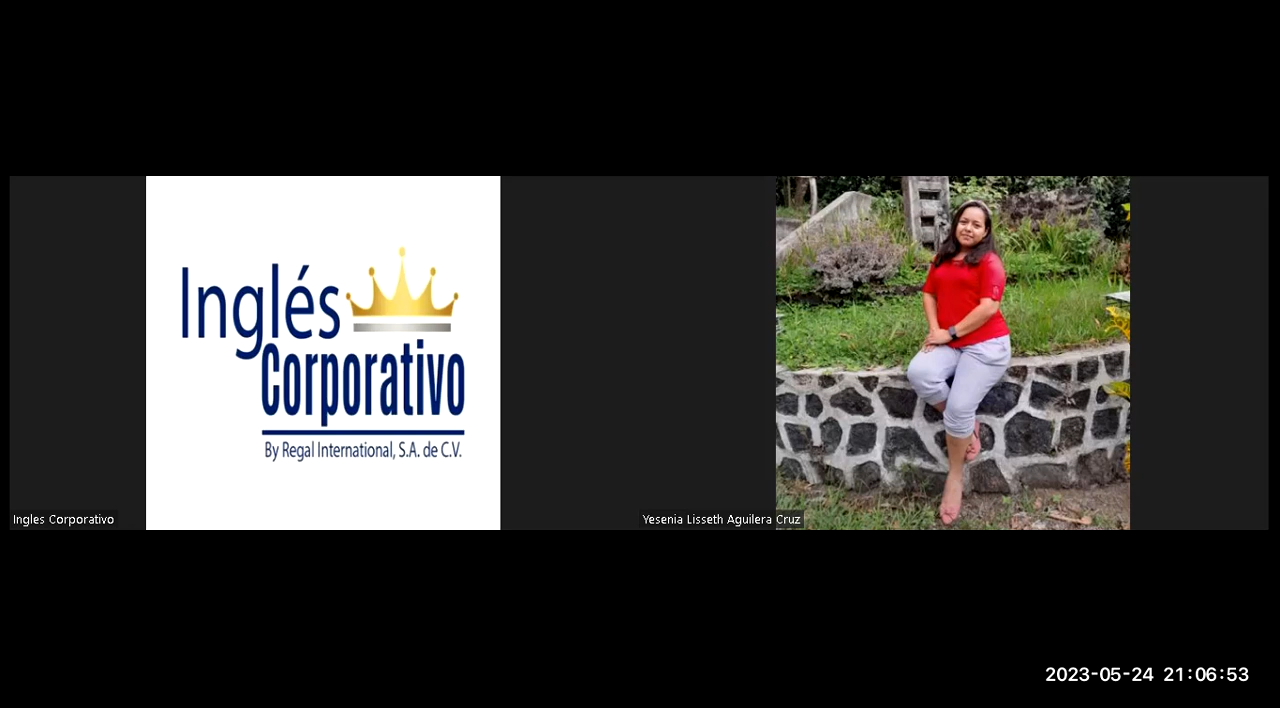 Inglés
Corporativo
By Regal International, S.A. de C.V.
Ingles Corporativo
Yesenia Lisseth Aguilera Cruz
2023-05-24 21:06:53